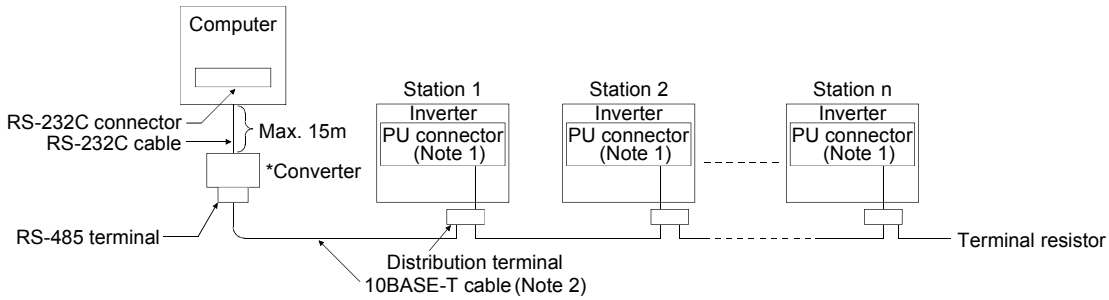 Computer
RS-232C connector
RS-232C cable
Max. 15m
*Converter
RS-485 terminal
Station 1
Inverter
PU connector
(Note 1)
Station 2
Inverter
PU connector
(Note 1)
Station n
Inverter
PU connector
(Note 1)
Distribution terminal
10BASE-T cable (Note 2)
Terminal resistor